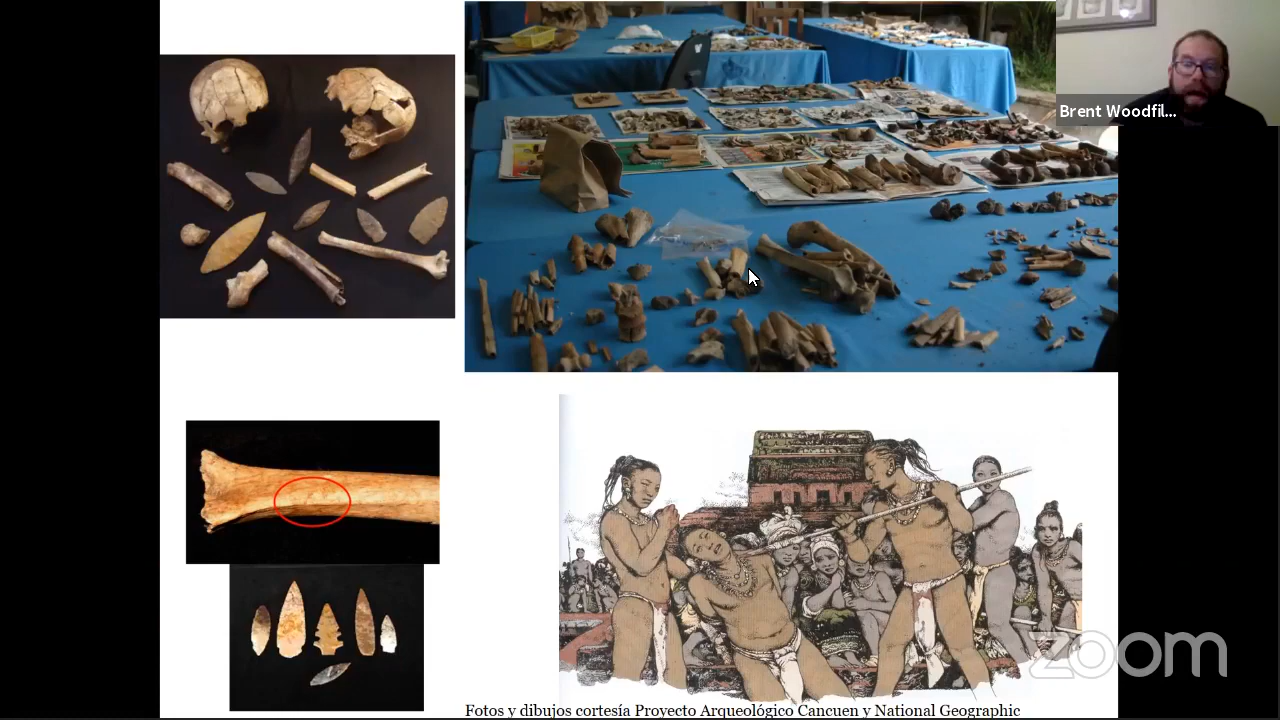 Brent Woodfil...
zoom
Fotos y dibujos cortesía Proyecto Arqueológico Cancuen y National Geographic